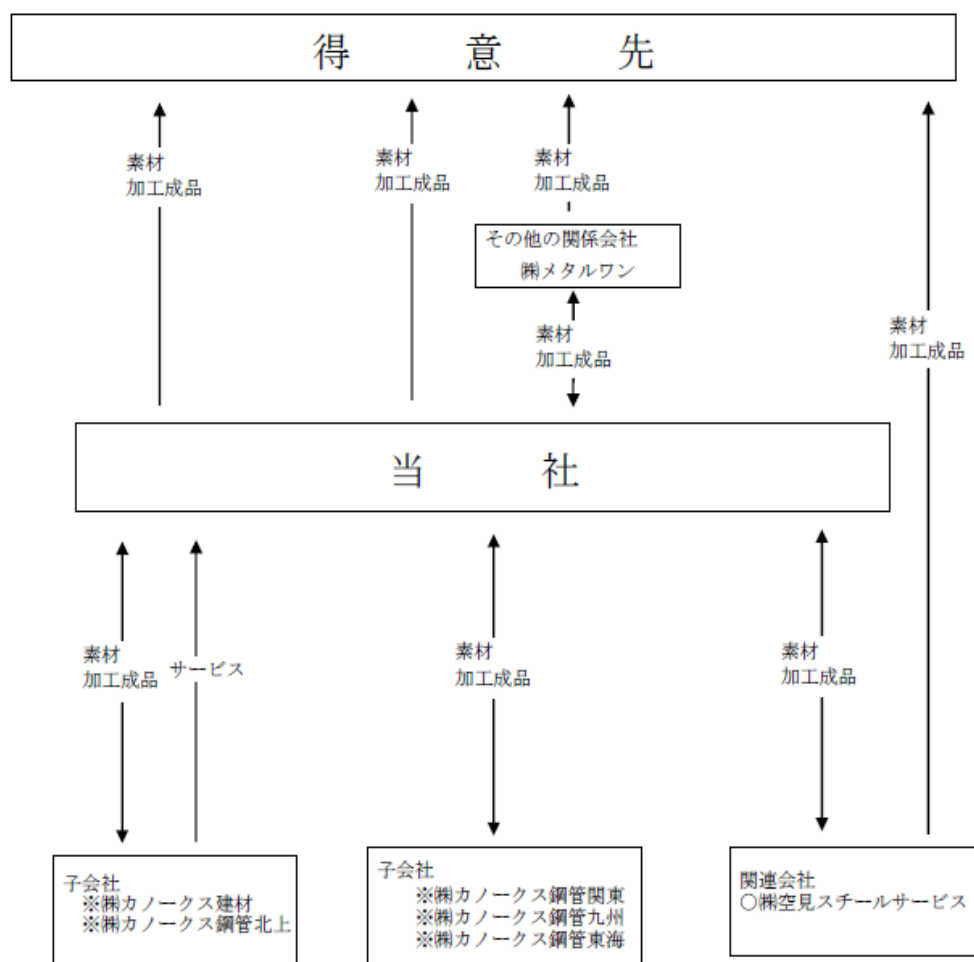 得意先
素材
加工成品
素材
加工成品
素材
加工成品
その他の関係会社
㈱メタルワン
素材
加工成品
素材
加工成品
当社
素材
加工成品
サービス
素材
加工成品
素材
加工成品
子会社
※㈱カノークス建材
※㈱カノークス鋼管北上
子会社
※㈱カノークス鋼管関東
※㈱カノークス鋼管九州
※㈱カノークス鋼管東海
関連会社
○㈱空見スチールサービス